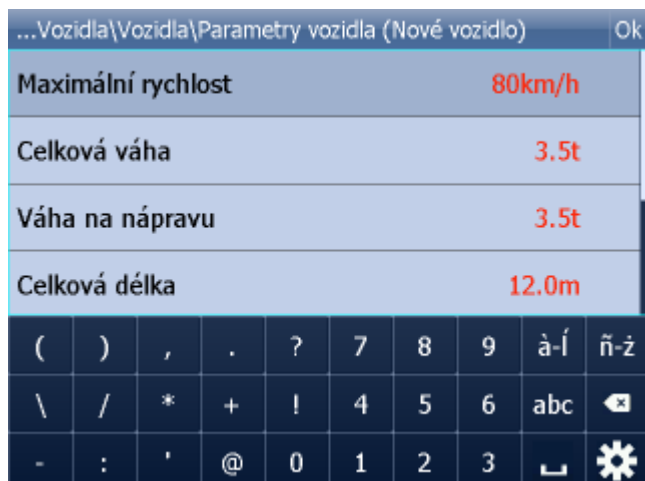 ...Vozidla\Vozidla\Parametry vozidla (Nové vozidlo) Ok
Maximální rychlost 80km/h
Celková váha 3.5t
Váha na nápravu 3.5t
Celková délka 12.0m
( ) , . ? 7 8 9 à-Í ñ-ż
\ / * + ! 4 5 6 abc
- : ' @ 0 1 2 3